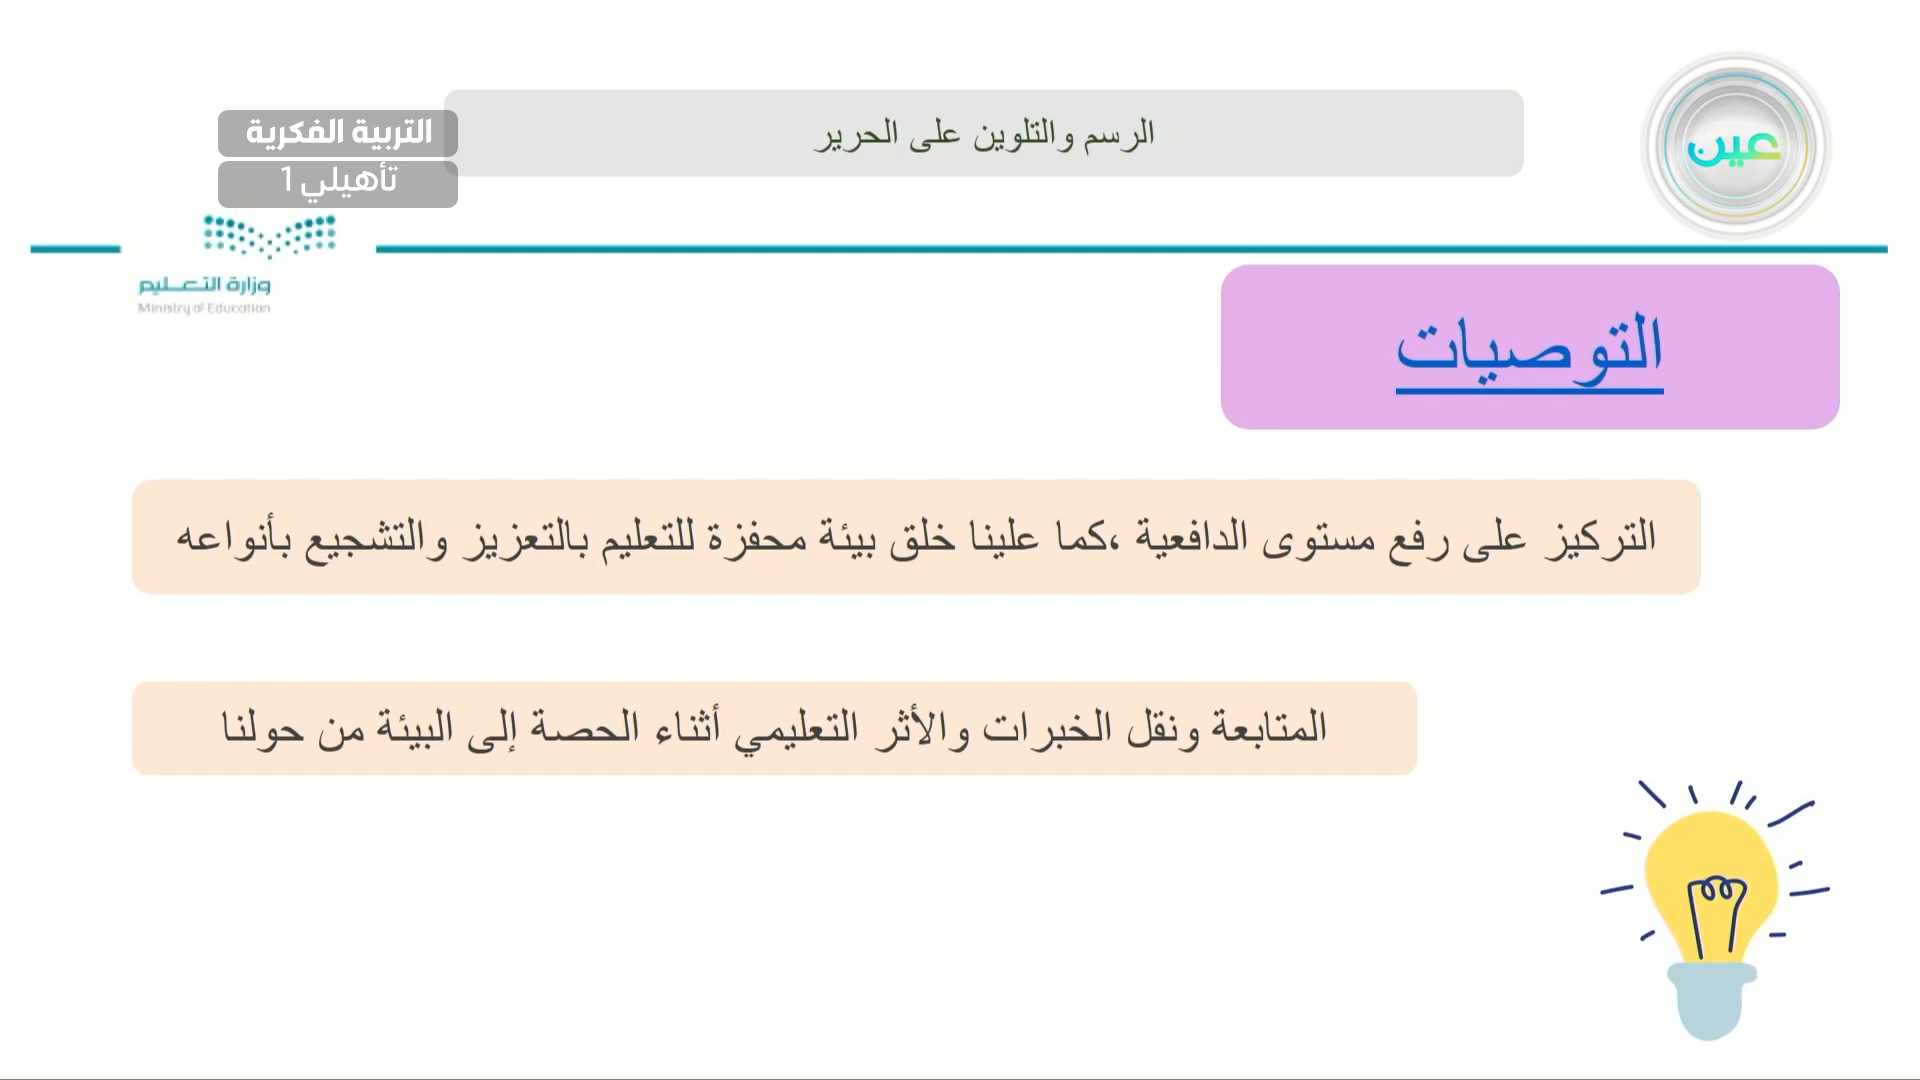 عين
الرسم والتلوين على الحرير
التربية الفكرية
تأهيلي 1
وزارة التعليم
Ministry of Education
التوصيات
التركيز على رفع مستوى الدافعية ،كما علينا خلق بيئة محفزة للتعليم بالتعزيز والتشجيع بأنواعه
المتابعة ونقل الخبرات والأثر التعليمي أثناء الحصة إلى البيئة من حولنا